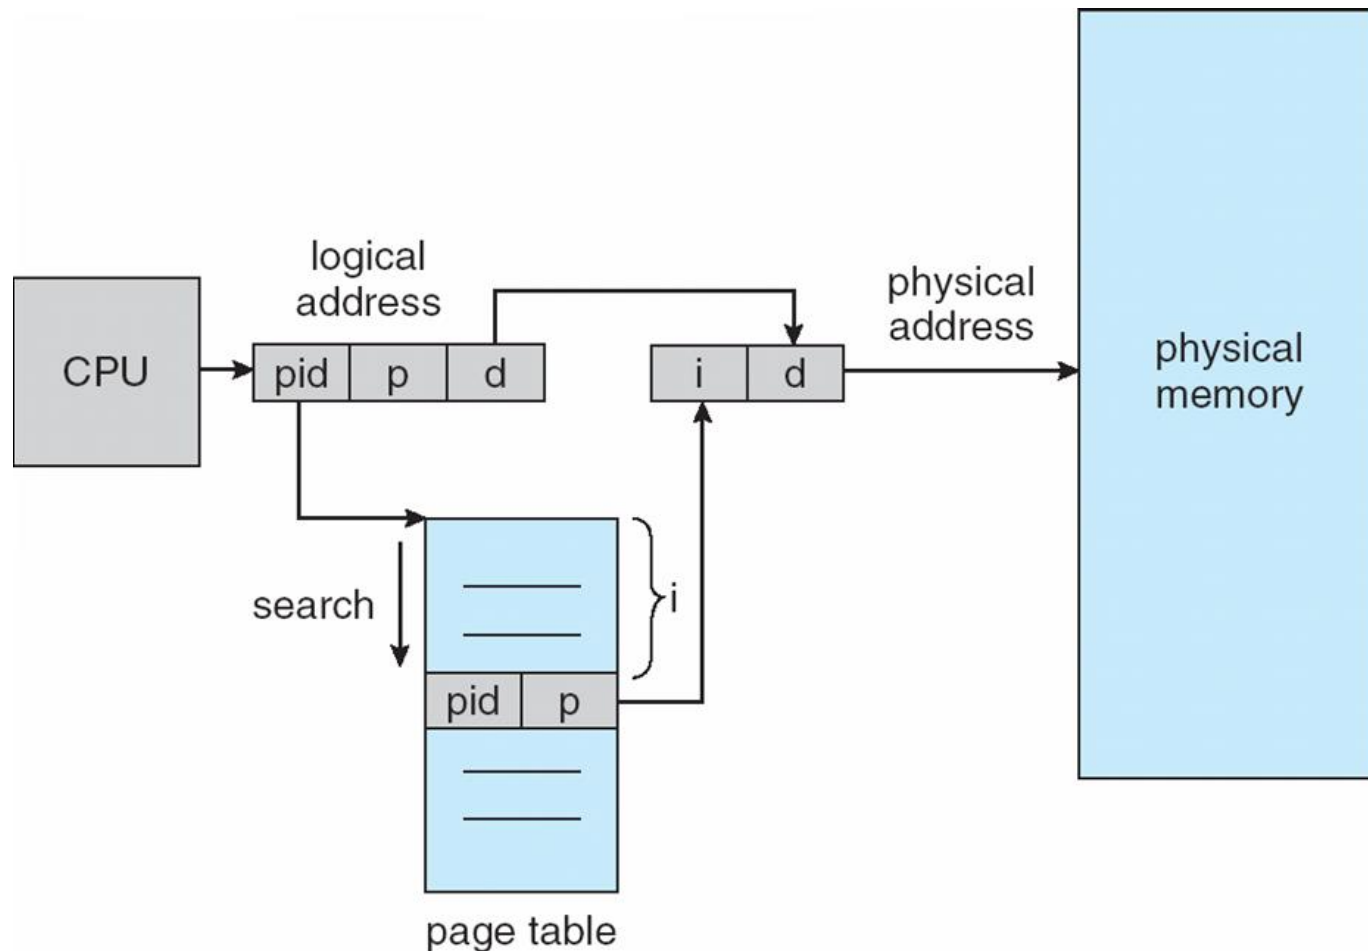 logical
address
physical
address
CPU
pid p d
i d
physical
memory
search
i
pid p
page table